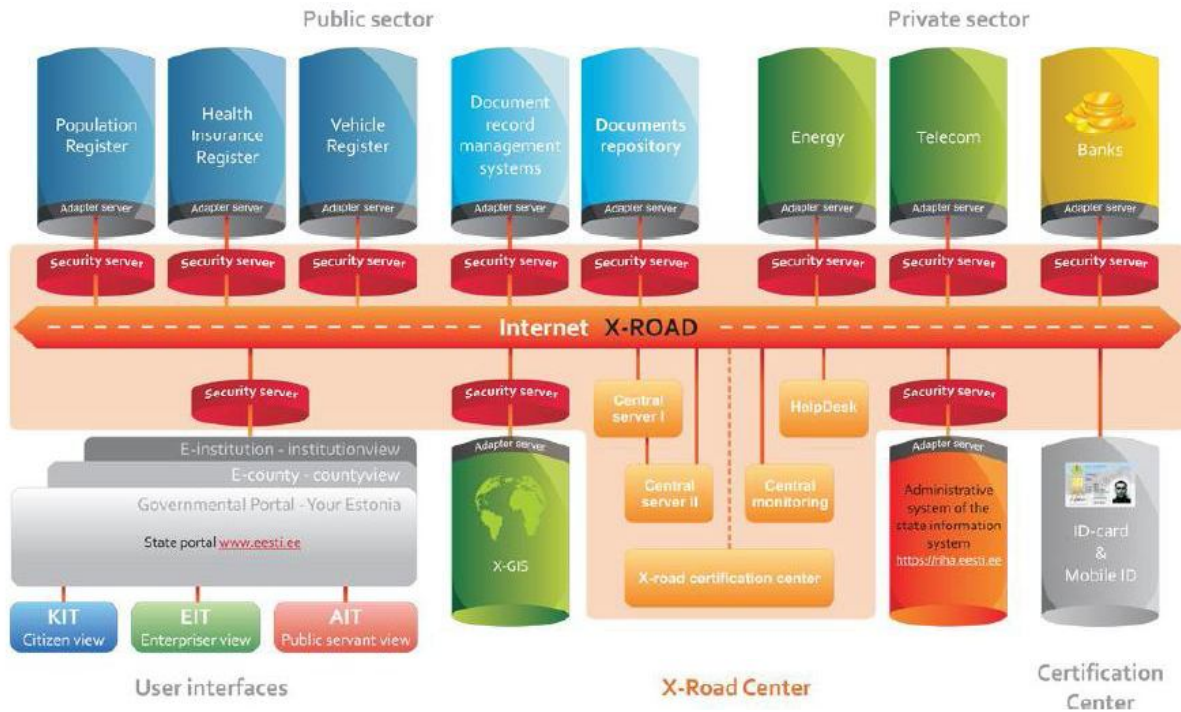 Public sector
Private sector
Population
Register
Health
Insurance
Register
Vehicle
Register
Document
record
management
systems
Documents
repository
Energy
Telecom
Banks
Adapter server
Adapter server
Adapter server
Adapter server
Adapter server
Adapter server
Adapter server
Adapter server
Security server
Security server
Security server
Security server
Security server
Security server
Security server
Security server
Internet X-ROAD
Security server
Security server
Central
server I
HelpDesk
Security server
E-institution - institutionview
E-county - countyview
Governmental Portal - Your Estonia
State portal www.eesti.ee
Adapter server
X-GIS
Central
server II
Central
monitoring
X-road certification center
Adapter server
Administrative
system of the
state information
system
https://riha.eesti.ee
ID-card
&
Mobile ID
KIT
Citizen view
EIT
Enterpriser view
AIT
Public servant view
User interfaces
X-Road Center
Certification
Center